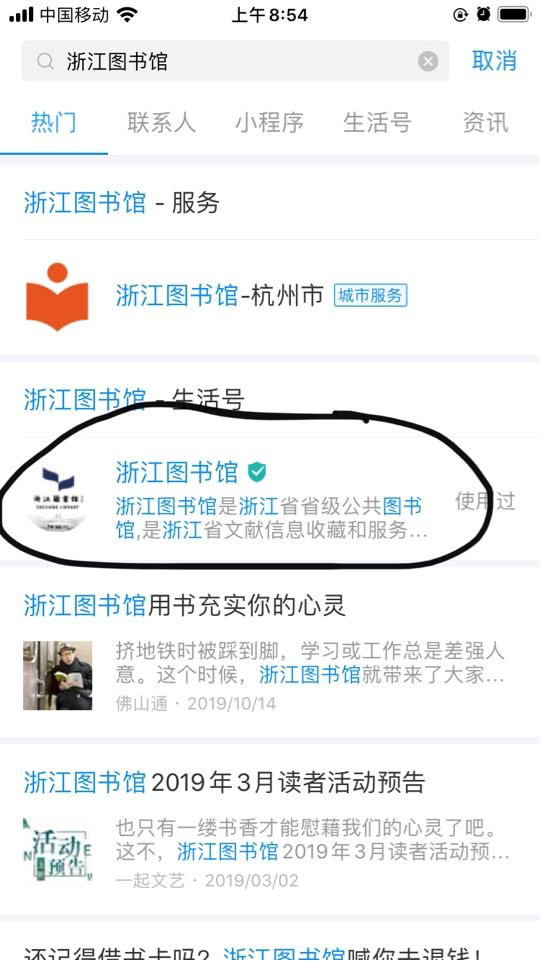 中国移动
上午8:54
浙江图书馆
取消
热门
联系人
小程序
生活号
资讯
浙江图书馆 - 服务
浙江图书馆-杭州市 城市服务
浙江图书馆 - 生活号
浙江图书馆
浙江图书馆是浙江省省级公共图书
馆,是浙江省文献信息收藏和服务...
使用过
浙江图书馆用书充实你的心灵
挤地铁时被踩到脚，学习或工作总是差强人
意。这个时候，浙江图书馆就带来了大家...
佛山通 · 2019/10/14
浙江图书馆2019年3月读者活动预告
也只有一缕书香才能慰藉我们的心灵了吧。
这不，浙江图书馆2019年3月读者活动预...
一起文艺 · 2019/03/02
活动
预告
还记得借书卡吗？浙江图书馆喊你去退钱！